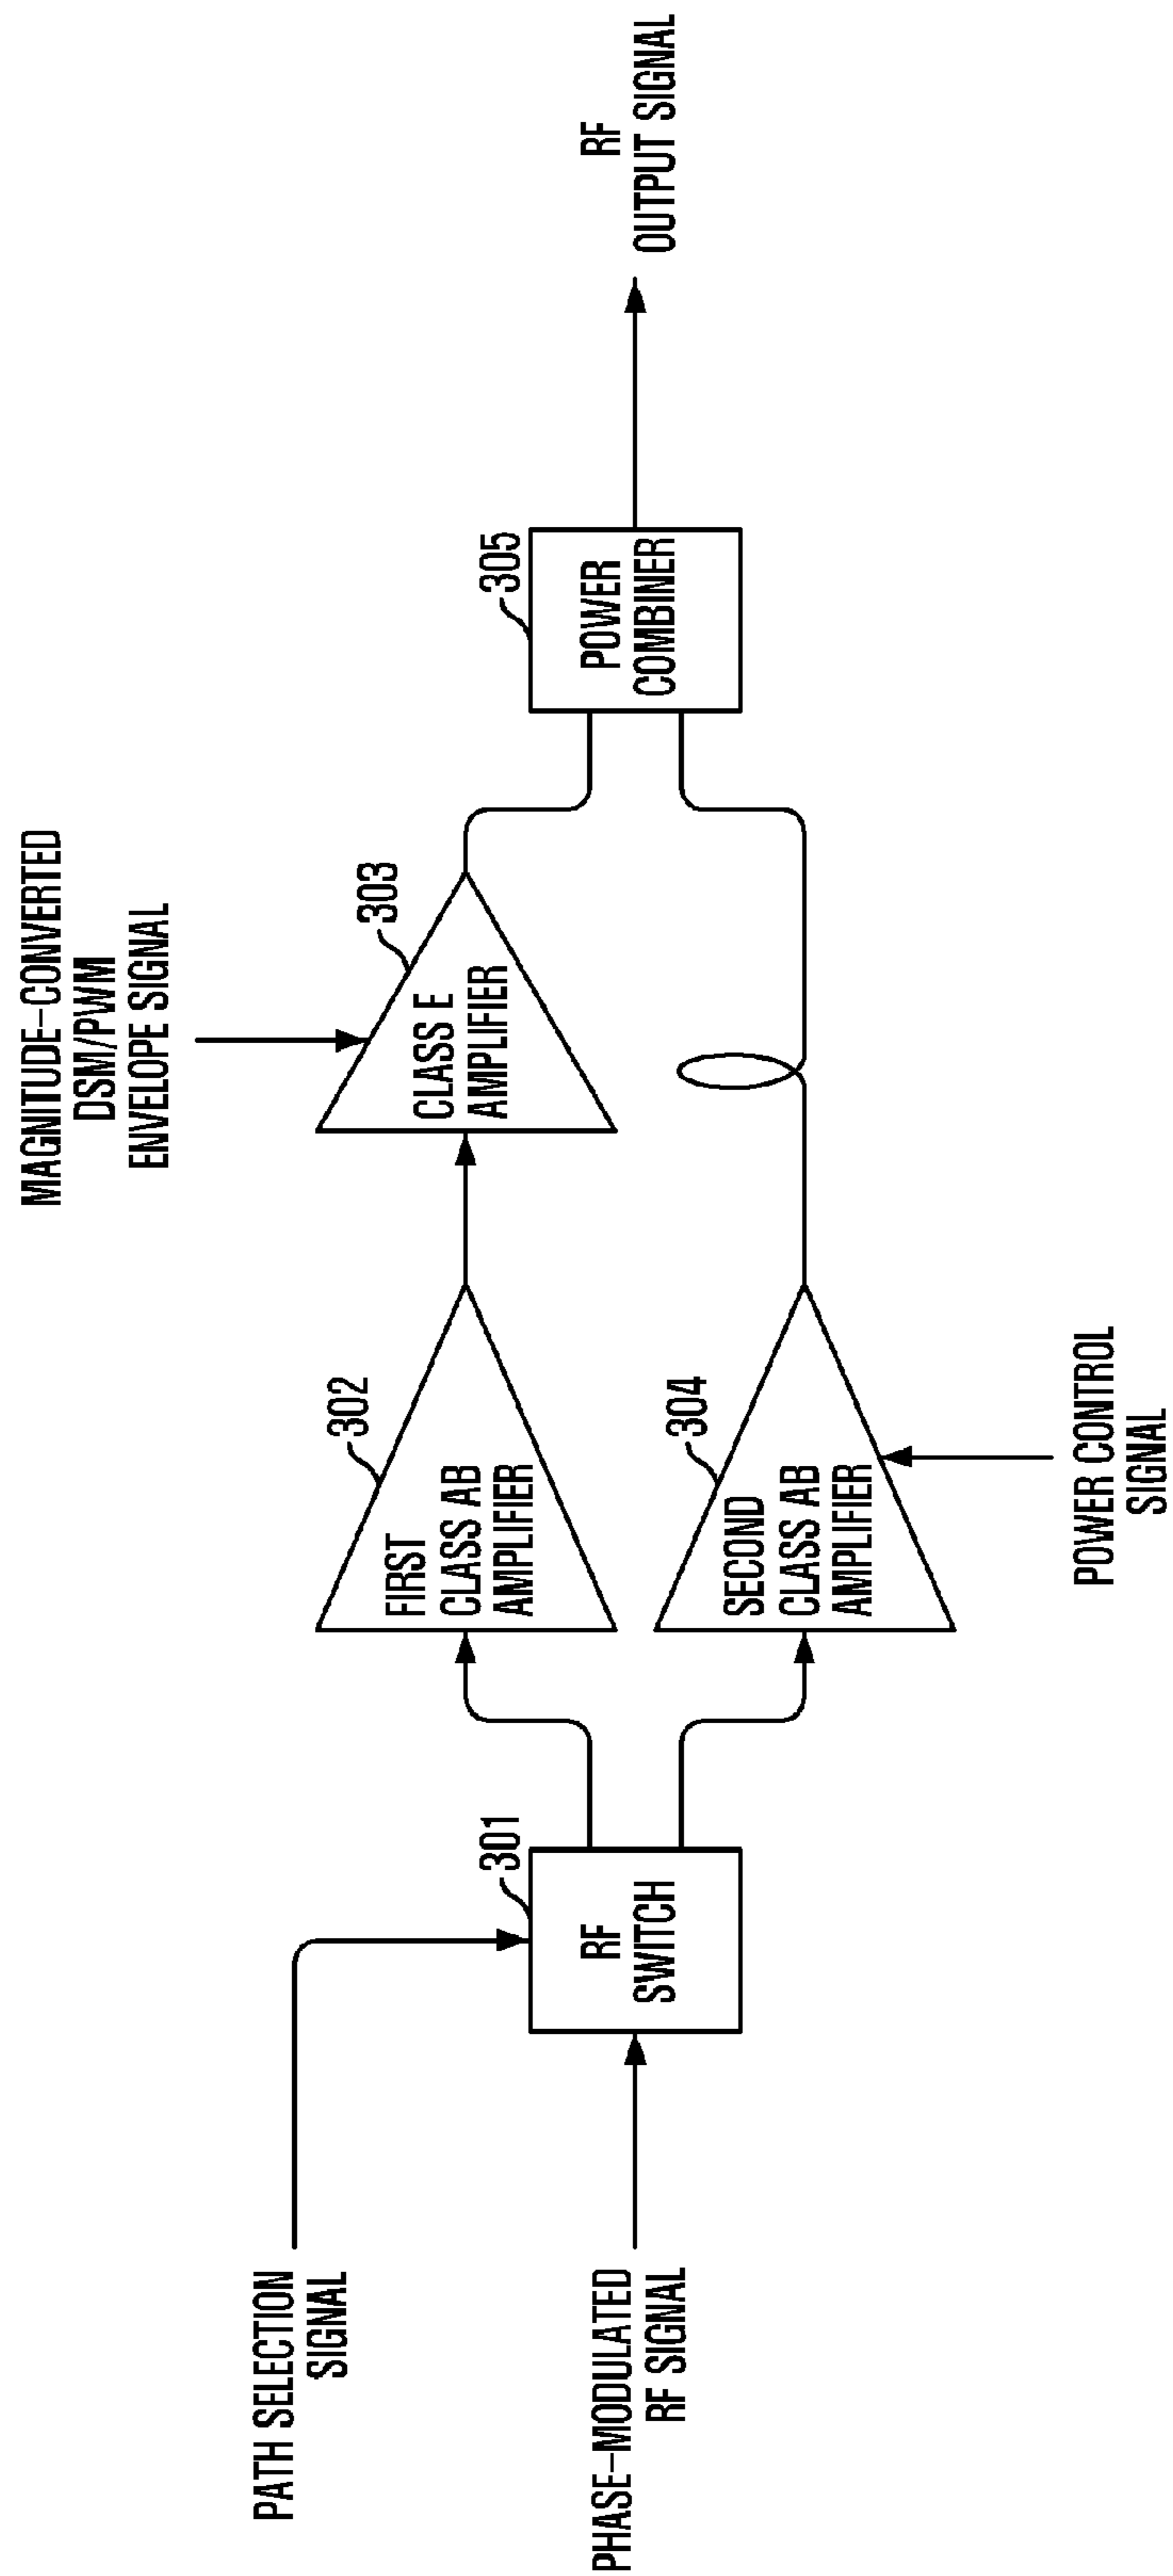 PATH SELECTION
SIGNAL
PHASE-MODULATED
RF SIGNAL
301
RF
SWITCH
302
FIRST
CLASS AB
AMPLIFIER
304
SECOND
CLASS AB
AMPLIFIER
POWER CONTROL
SIGNAL
MAGNITUDE-CONVERTED
DSM/PWM
ENVELOPE SIGNAL
303
CLASS E
AMPLIFIER
305
POWER
COMBINER
RF
OUTPUT SIGNAL